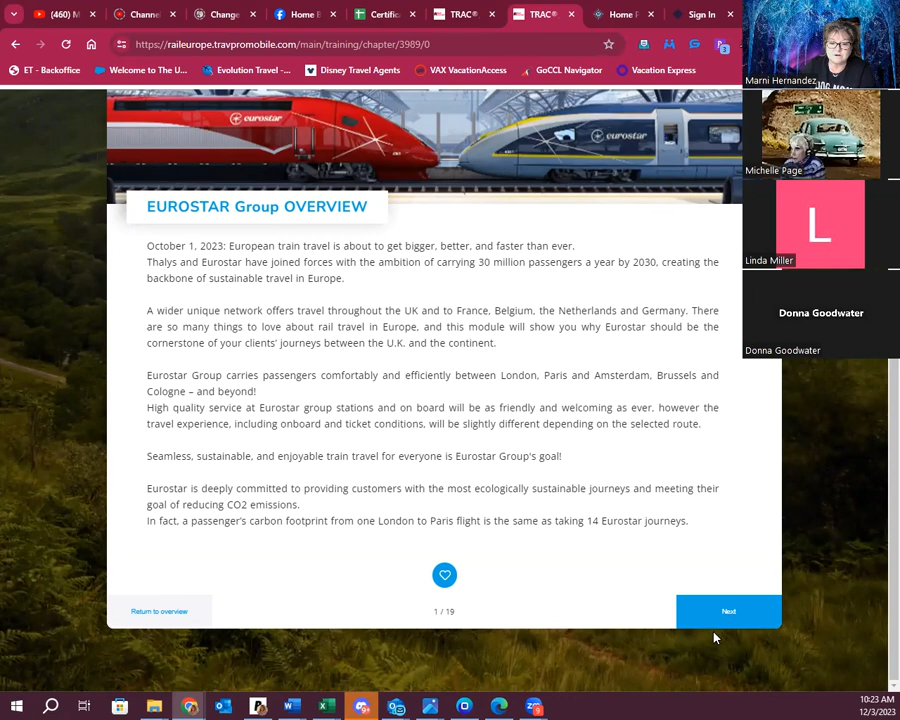 (460) M
Channel
Change
Home B
Certifica
TRAC®,
TRAC®
Home P
Sign In
https://raileurope.travpromobile.com/main/training/chapter/3989/0
3
ET - Backoffice
Welcome to The U...
Evolution Travel -...
Disney Travel Agents
VAX VacationAccess
GoCCL Navigator
Vacation Express
Marni Hernandez
Michelle Page
L
Linda Miller
Donna Goodwater
Donna Goodwater
eurostar
eurostar
EUROSTAR Group OVERVIEW
October 1, 2023: European train travel is about to get bigger, better, and faster than ever.
Thalys and Eurostar have joined forces with the ambition of carrying 30 million passengers a year by 2030, creating the
backbone of sustainable travel in Europe.
A wider unique network offers travel throughout the UK and to France, Belgium, the Netherlands and Germany. There
are so many things to love about rail travel in Europe, and this module will show you why Eurostar should be the
cornerstone of your clients' journeys between the U.K. and the continent.
Eurostar Group carries passengers comfortably and efficiently between London, Paris and Amsterdam, Brussels and
Cologne – and beyond!
High quality service at Eurostar group stations and on board will be as friendly and welcoming as ever, however the
travel experience, including onboard and ticket conditions, will be slightly different depending on the selected route.
Seamless, sustainable, and enjoyable train travel for everyone is Eurostar Group's goal!
Eurostar is deeply committed to providing customers with the most ecologically sustainable journeys and meeting their
goal of reducing CO2 emissions.
In fact, a passenger's carbon footprint from one London to Paris flight is the same as taking 14 Eurostar journeys.
Return to overview
1 / 19
Next
10:23 AM
12/3/2023